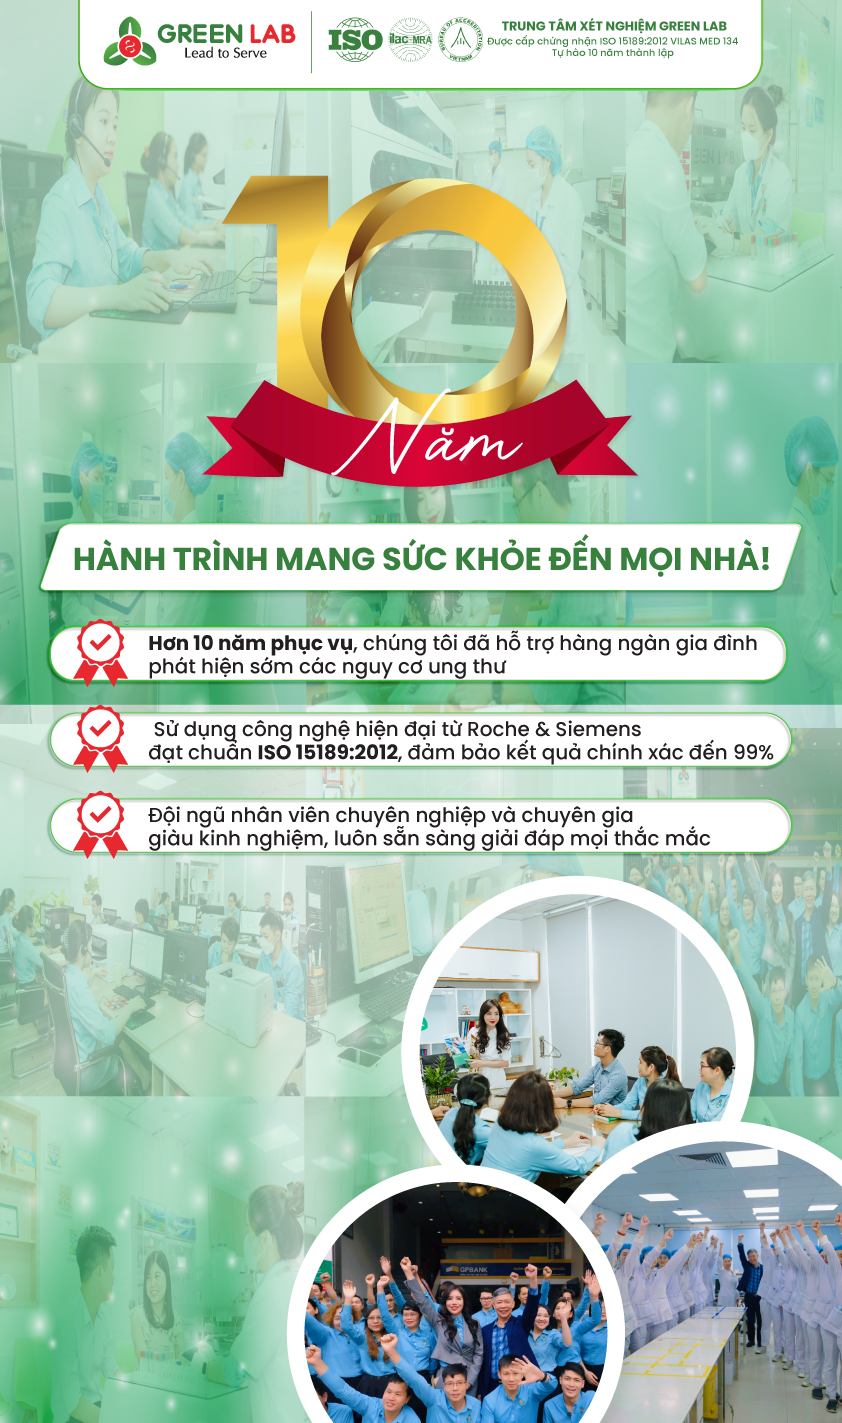 GREEN LAB
Lead to Serve
ISO
ilac-MRA
BUREAU OF ACCREDITATION
VIETNAM
TRUNG TÂM XÉT NGHIỆM GREEN LAB
Được cấp chứng nhận ISO 15189:2012 VILAS MED 134
Tự hào 10 năm thành lập
10
Năm
HÀNH TRÌNH MANG SỨC KHỎE ĐẾN MỌI NHÀ!
Hơn 10 năm phục vụ, chúng tôi đã hỗ trợ hàng ngàn gia đình
phát hiện sớm các nguy cơ ung thư
Sử dụng công nghệ hiện đại từ Roche & Siemens
đạt chuẩn ISO 15189:2012, đảm bảo kết quả chính xác đến 99%
Đội ngũ nhân viên chuyên nghiệp và chuyên gia
giàu kinh nghiệm, luôn sẵn sàng giải đáp mọi thắc mắc
GPBANK